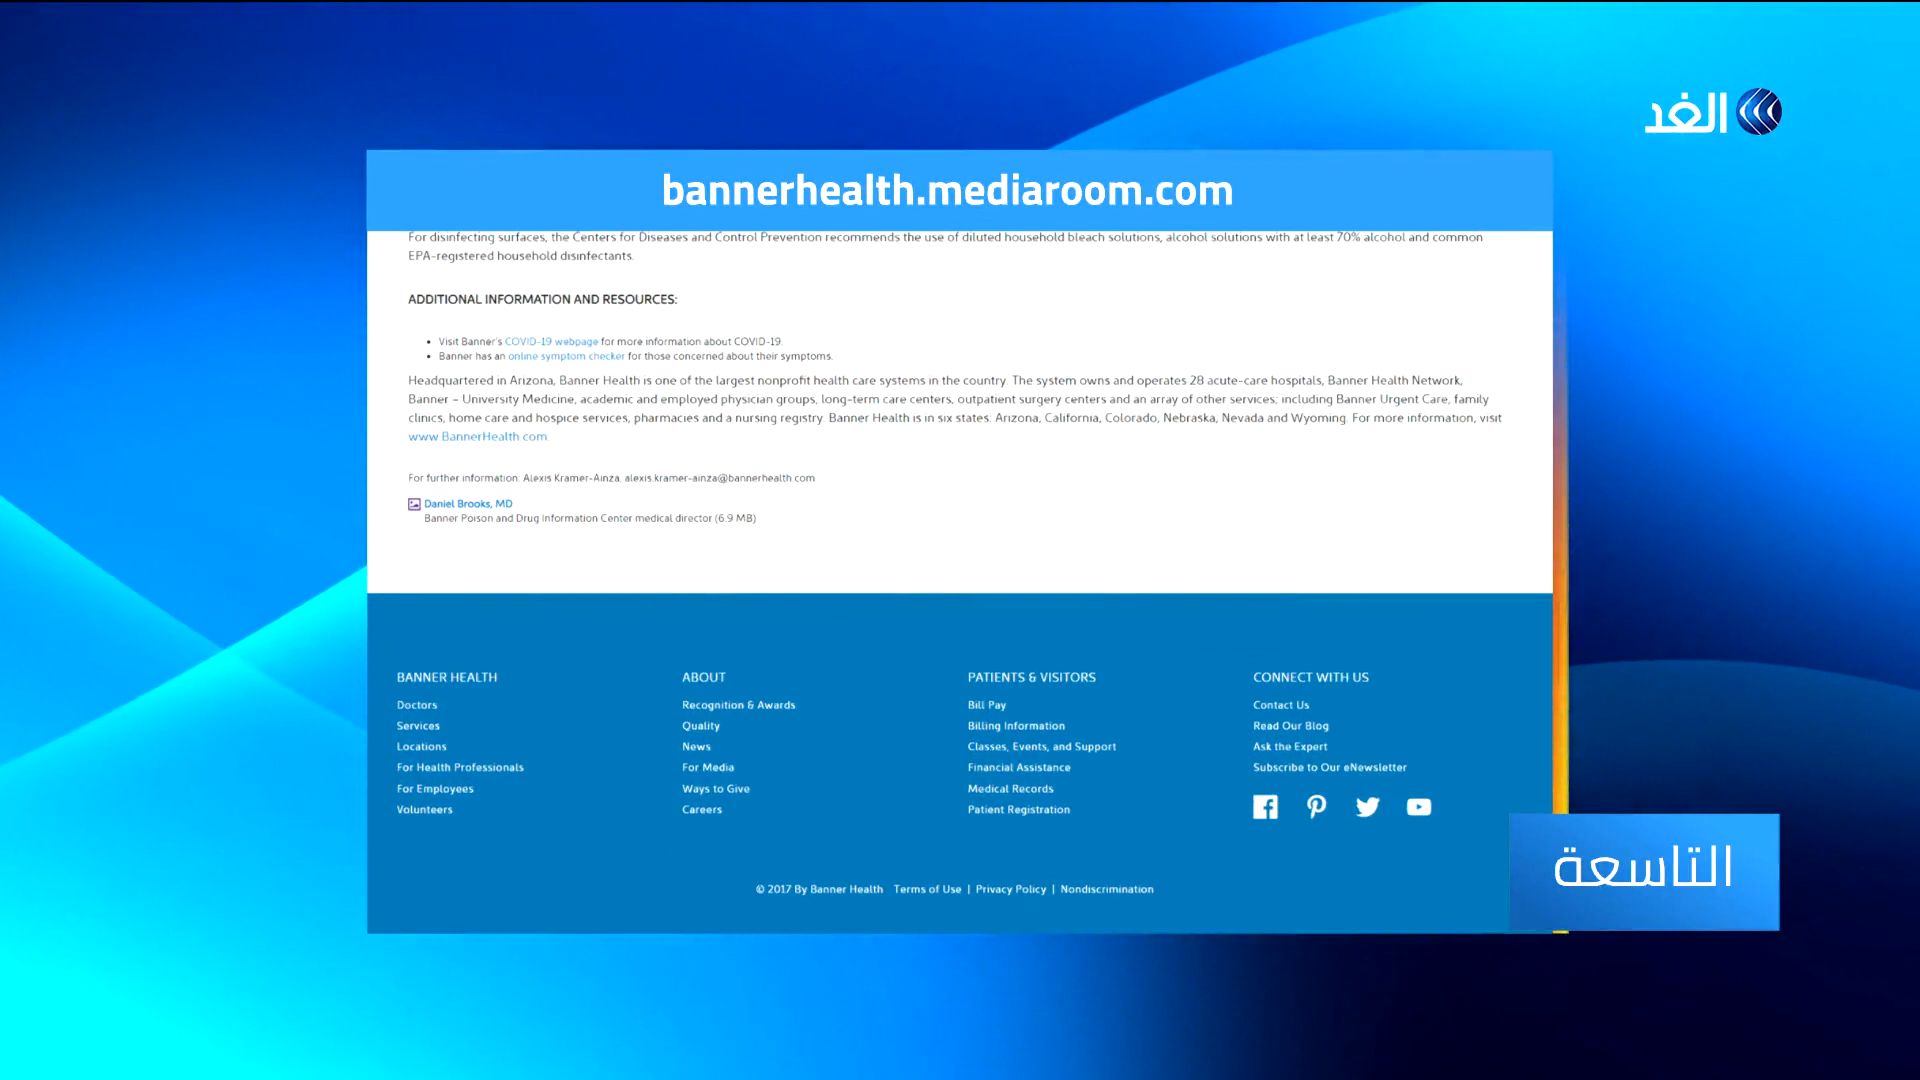 الغد
bannerhealth.mediaroom.com
For disinfecting surfaces, the Centers for Diseases and Control Prevention recommends the use of diluted household bleach solutions, alcohol solutions with at least 70% alcohol and common
EPA-registered household disinfectants.
ADDITIONAL INFORMATION AND RESOURCES:
• Visit Banner's COVID-19 webpage for more information about COVID-19.
• Banner has an online symptom checker for those concerned about their symptoms.
Headquartered in Arizona, Banner Health is one of the largest nonprofit health care systems in the country. The system owns and operates 28 acute-care hospitals, Banner Health Network,
Banner – University Medicine, academic and employed physician groups, long-term care centers, outpatient surgery centers and an array of other services; including Banner Urgent Care, family
clinics, home care and hospice services, pharmacies and a nursing registry. Banner Health is in six states: Arizona, California, Colorado, Nebraska, Nevada and Wyoming. For more information, visit
www.BannerHealth.com.
For further information: Alexis Kramer-Ainza, alexis.kramer-ainza@bannerhealth.com
Daniel Brooks, MD
Banner Poison and Drug Information Center medical director (6.9 MB)
BANNER HEALTH
Doctors
Services
Locations
For Health Professionals
For Employees
Volunteers
ABOUT
Recognition & Awards
Quality
News
For Media
Ways to Give
Careers
PATIENTS & VISITORS
Bill Pay
Billing Information
Classes, Events, and Support
Financial Assistance
Medical Records
Patient Registration
CONNECT WITH US
Contact Us
Read Our Blog
Ask the Expert
Subscribe to Our eNewsletter
التاسعة
© 2017 By Banner Health Terms of Use | Privacy Policy | Nondiscrimination